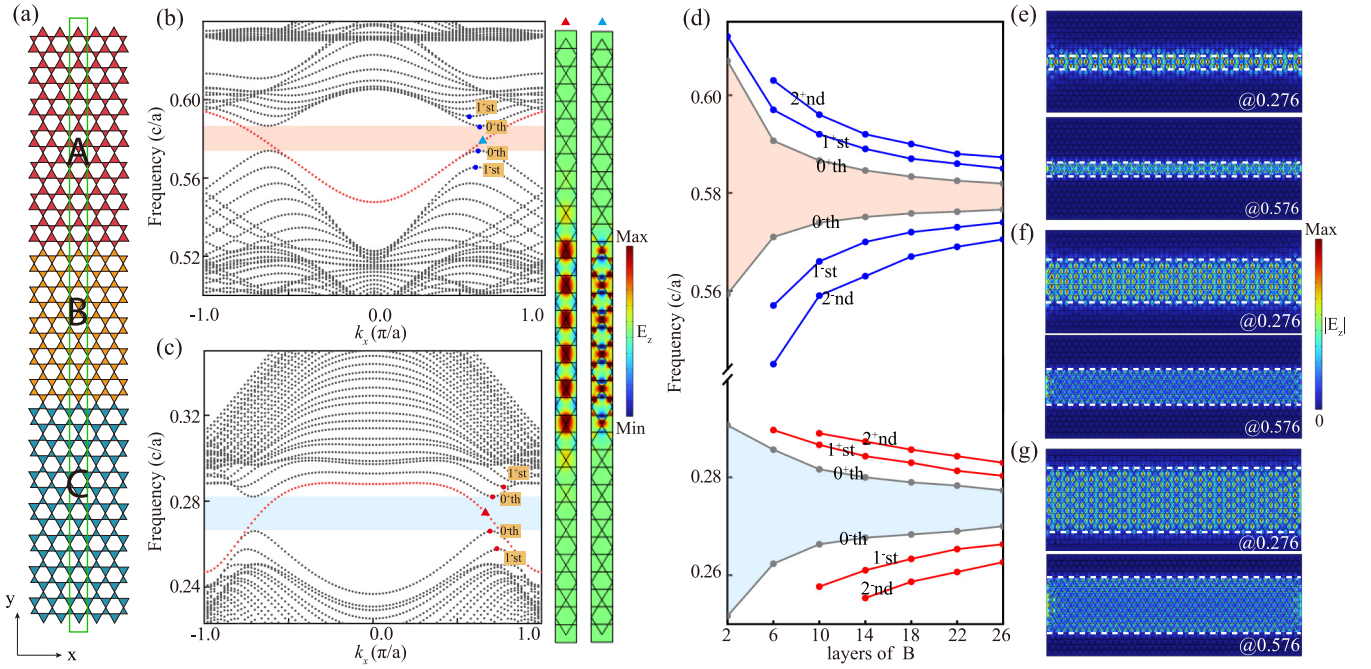 (a)
A
B
C
y
x
(b)
Frequency (c/a)
0.60
0.56
0.52
1⁺st
0⁺th
0⁻th
1⁻st
-1.0
0.0
1.0
kₓ (π/a)
(c)
Frequency (c/a)
0.32
0.28
0.24
1⁺st
0⁺th
0⁻th
1⁻st
-1.0
0.0
1.0
kₓ (π/a)
Max
E_z
Min
(d)
Frequency (c/a)
0.60
0.58
0.56
2⁺nd
1⁺st
0⁺th
0⁻th
1⁻st
2⁻nd
Frequency (c/a)
0.28
0.26
2⁺nd
1⁺st
0⁺th
0⁻th
1⁻st
2⁻nd
2
6
10
14
18
22
26
layers of B
(e)
@0.276
@0.576
(f)
@0.276
@0.576
(g)
@0.276
@0.576
Max
|E_z|
0